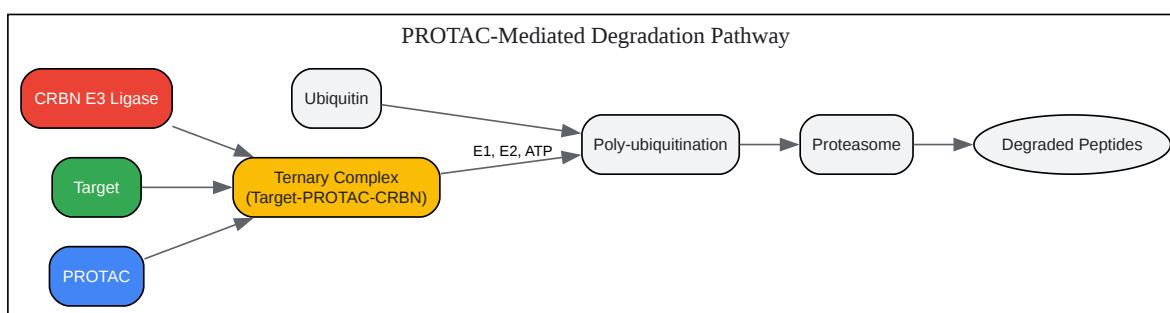 PROTAC-Mediated Degradation Pathway
CRBN E3 Ligase
Ubiquitin
Poly-ubiquitination
Proteasome
Degraded Peptides
E1, E2, ATP
Target
Ternary Complex
(Target-PROTAC-CRBN)
PROTAC